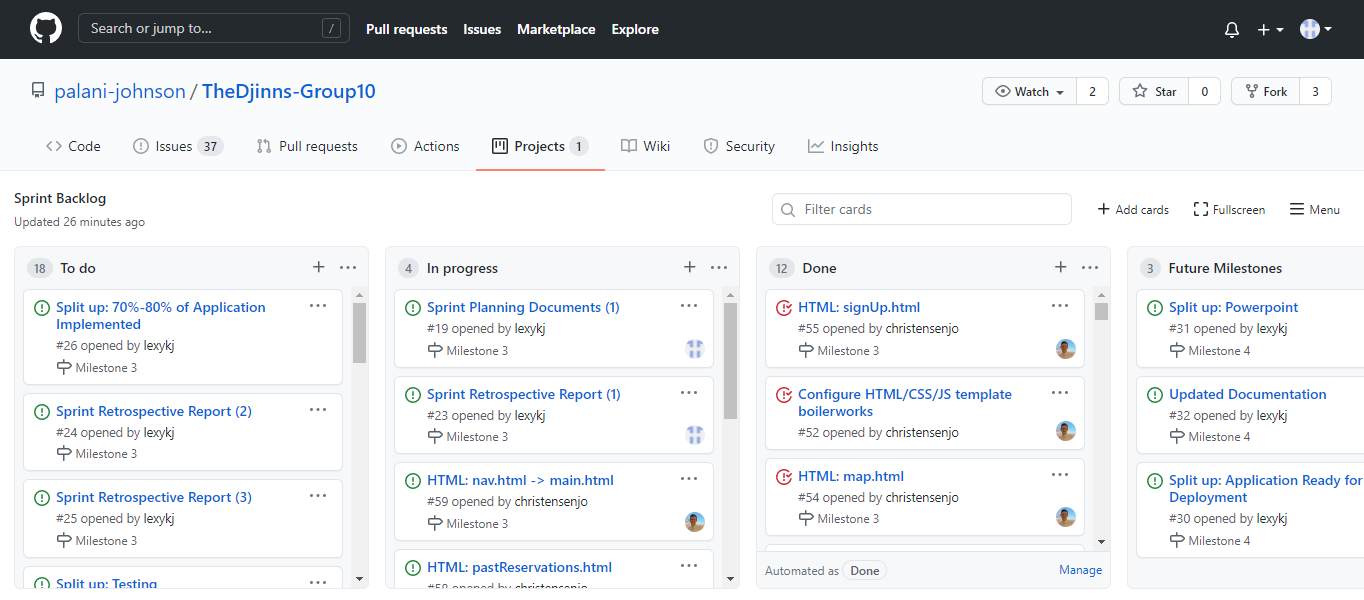 Search or jump to...
/
Pull requests
Issues
Marketplace
Explore
palani-johnson / TheDjinns-Group10
Watch 2
Star 0
Fork 3
Code
Issues 37
Pull requests
Actions
Projects 1
Wiki
Security
Insights
Sprint Backlog
Updated 26 minutes ago
Filter cards
Add cards
Fullscreen
Menu
18 To do
Split up: 70%-80% of Application
Implemented
#26 opened by lexykj
Milestone 3
Sprint Retrospective Report (2)
#24 opened by lexykj
Milestone 3
Sprint Retrospective Report (3)
#25 opened by lexykj
Milestone 3
Split up: Testing
4 In progress
Sprint Planning Documents (1)
#19 opened by lexykj
Milestone 3
Sprint Retrospective Report (1)
#23 opened by lexykj
Milestone 3
HTML: nav.html -> main.html
#59 opened by christensenjo
Milestone 3
HTML: pastReservations.html
#58 opened by christensenjo
12 Done
HTML: signUp.html
#55 opened by christensenjo
Milestone 3
Configure HTML/CSS/JS template
boilerworks
#52 opened by christensenjo
HTML: map.html
#54 opened by christensenjo
Milestone 3
Automated as Done
Manage
3 Future Milestones
Split up: Powerpoint
#31 opened by lexykj
Milestone 4
Updated Documentation
#32 opened by lexykj
Milestone 4
Split up: Application Ready for
Deployment
#30 opened by lexykj
Milestone 4